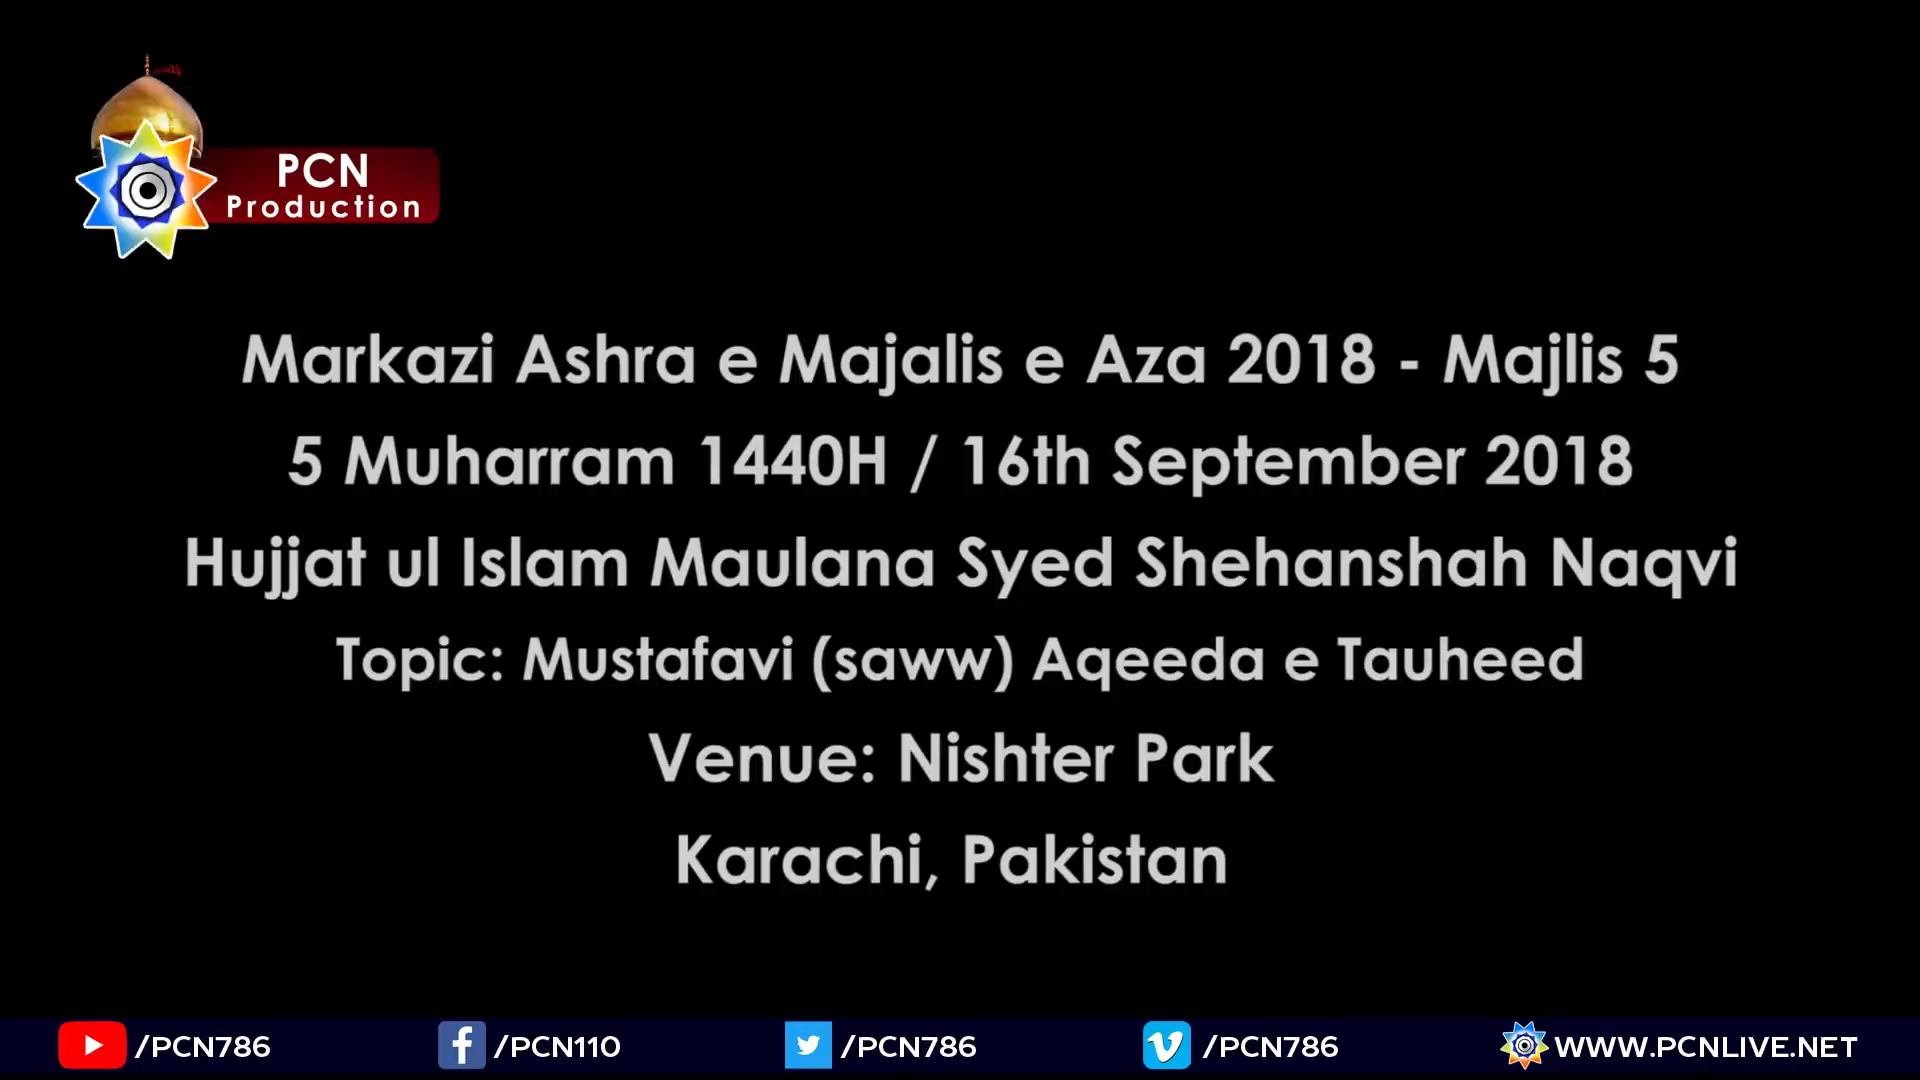 PCN
Production
Markazi Ashra e Majalis e Aza 2018 - Majlis 5
5 Muharram 1440H / 16th September 2018
Hujjat ul Islam Maulana Syed Shehanshah Naqvi
Topic: Mustafavi (saww) Aqeeda e Tauheed
Venue: Nishter Park
Karachi, Pakistan
/PCN786 /PCN110 /PCN786 /PCN786 WWW.PCNLIVE.NET